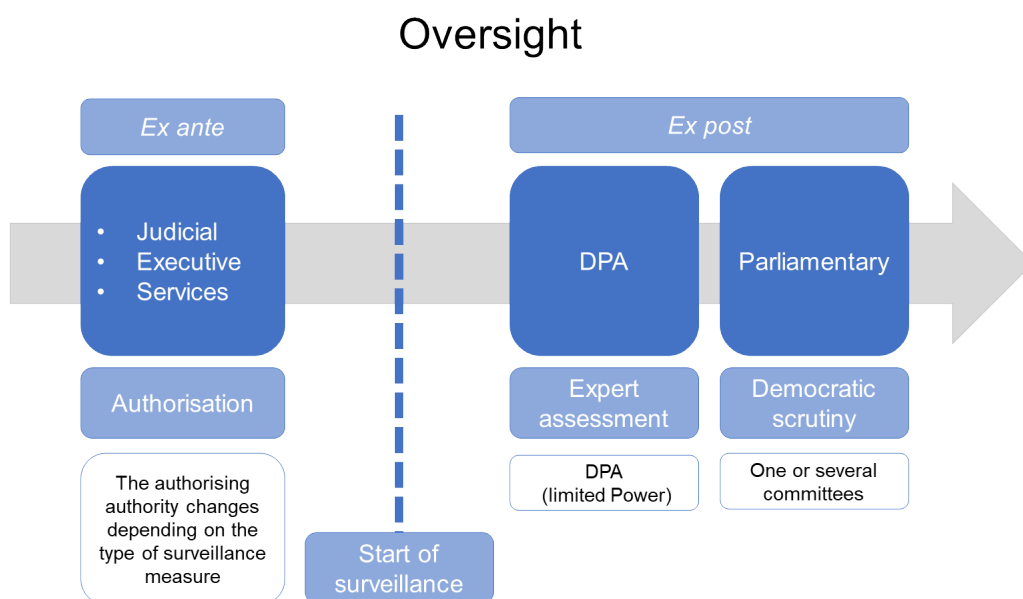 Oversight
Ex ante
Ex post
• Judicial
• Executive
• Services
DPA
Parliamentary
Authorisation
Expert
assessment
Democratic
scrutiny
The authorising
authority changes
depending on the
type of surveillance
measure
DPA
(limited Power)
One or several
committees
Start of
surveillance